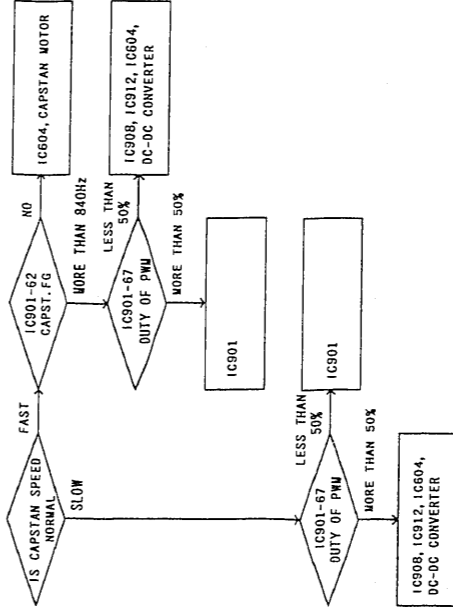 IS CAPSTAN SPEED
NORMAL
FAST
SLOW
IC901-62
CAPST.FG
NO
IC604, CAPSTAN MOTOR
MORE THAN 840Hz
IC901-67
DUTY OF PWM
LESS THAN
50%
IC908, IC912, IC604,
DC-DC CONVERTER
MORE THAN 50%
IC901
IC901-67
DUTY OF PWM
LESS THAN
50%
IC901
MORE THAN 50%
IC908, IC912, IC604,
DC-DC CONVERTER